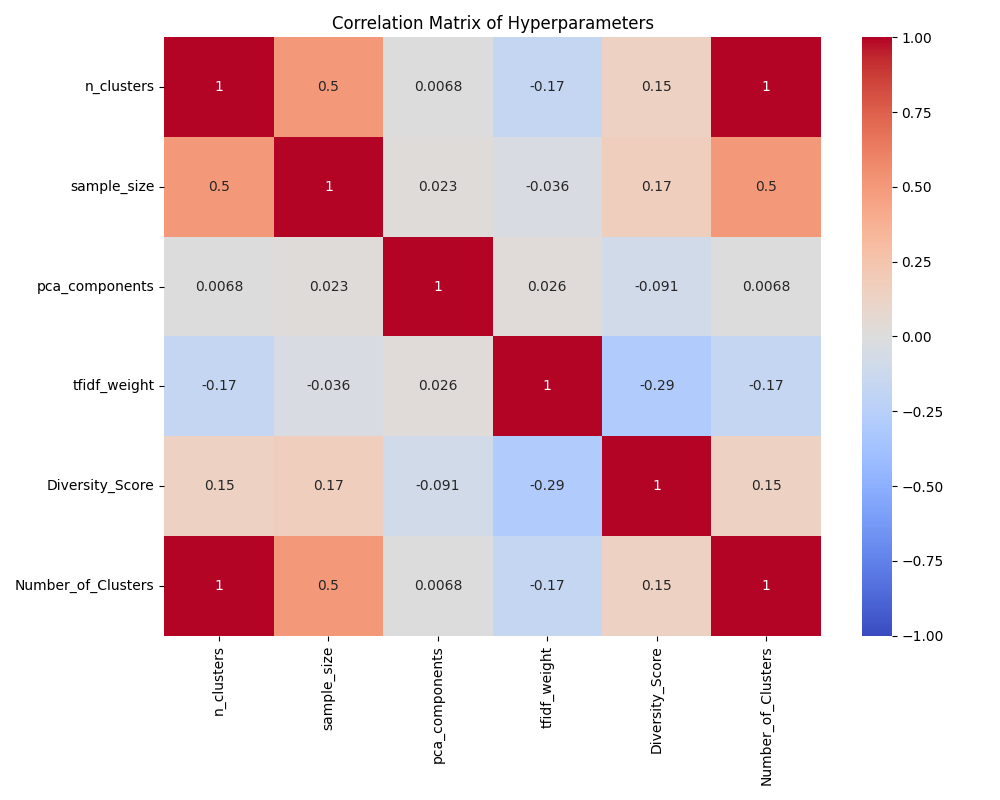 Correlation Matrix of Hyperparameters
n_clusters 1 0.5 0.0068 -0.17 0.15 1
sample_size 0.5 1 0.023 -0.036 0.17 0.5
pca_components 0.0068 0.023 1 0.026 -0.091 0.0068
tfidf_weight -0.17 -0.036 0.026 1 -0.29 -0.17
Diversity_Score 0.15 0.17 -0.091 -0.29 1 0.15
Number_of_Clusters 1 0.5 0.0068 -0.17 0.15 1
n_clusters
sample_size
pca_components
tfidf_weight
Diversity_Score
Number_of_Clusters
1.00
0.75
0.50
0.25
0.00
−0.25
−0.50
−0.75
−1.00